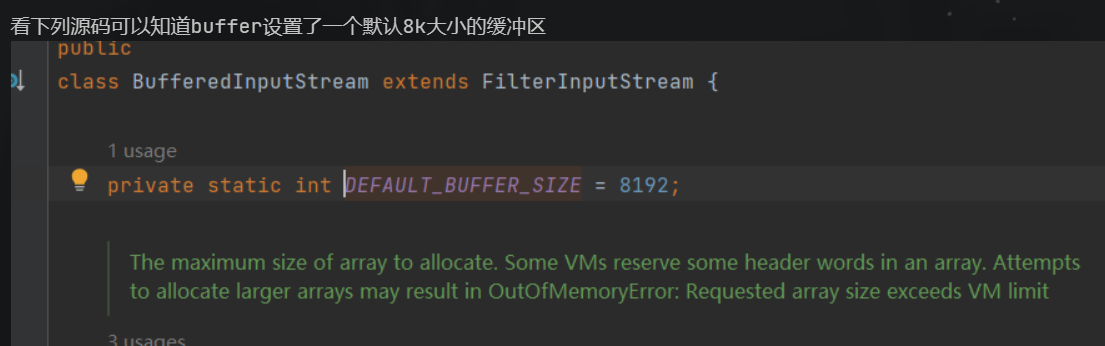 看下列源码可以知道buffer设置了一个默认8k大小的缓冲区
public
class BufferedInputStream extends FilterInputStream {
1 usage
private static int DEFAULT_BUFFER_SIZE = 8192;
The maximum size of array to allocate. Some VMs reserve some header words in an array. Attempts
to allocate larger arrays may result in OutOfMemoryError: Requested array size exceeds VM limit
3 usages